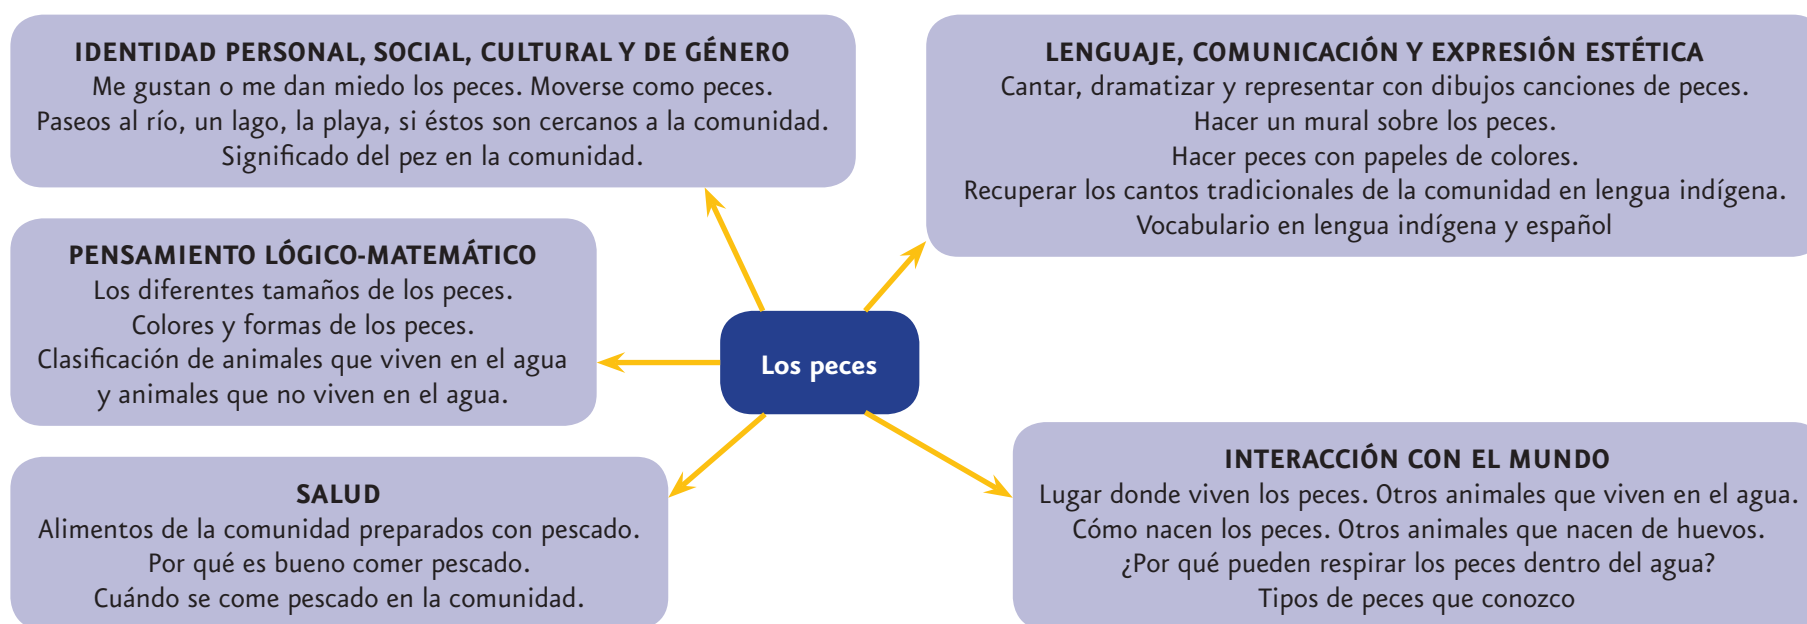 IDENTIDAD PERSONAL, SOCIAL, CULTURAL Y DE GÉNERO
Me gustan o me dan miedo los peces. Moverse como peces.
Paseos al río, un lago, la playa, si éstos son cercanos a la comunidad.
Significado del pez en la comunidad.
LENGUAJE, COMUNICACIÓN Y EXPRESIÓN ESTÉTICA
Cantar, dramatizar y representar con dibujos canciones de peces.
Hacer un mural sobre los peces.
Hacer peces con papeles de colores.
Recuperar los cantos tradicionales de la comunidad en lengua indígena.
Vocabulario en lengua indígena y español
PENSAMIENTO LÓGICO-MATEMÁTICO
Los diferentes tamaños de los peces.
Colores y formas de los peces.
Clasificación de animales que viven en el agua
y animales que no viven en el agua.
Los peces
SALUD
Alimentos de la comunidad preparados con pescado.
Por qué es bueno comer pescado.
Cuándo se come pescado en la comunidad.
INTERACCIÓN CON EL MUNDO
Lugar donde viven los peces. Otros animales que viven en el agua.
Cómo nacen los peces. Otros animales que nacen de huevos.
¿Por qué pueden respirar los peces dentro del agua?
Tipos de peces que conozco